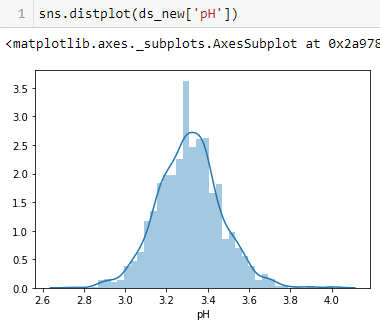 1 sns.distplot(ds_new['pH'])
<matplotlib.axes._subplots.AxesSubplot at 0x2a978
3.5
3.0
2.5
2.0
1.5
1.0
0.5
0.0
2.6 2.8 3.0 3.2 3.4 3.6 3.8 4.0
pH